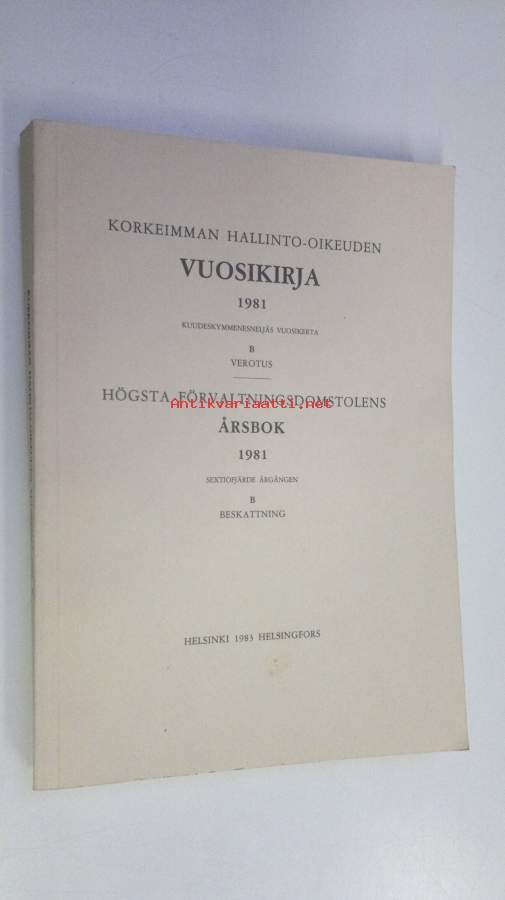 KORKEIMMAN HALLINTO-OIKEUDEN
VUOSIKIRJA
1981
KUUDESKYMMENESNELJÄS VUOSIKERTA
B
VEROTUS
HÖGSTA FÖRVALTNINGSDOMSTOLENS
Antikvariaatti.net
ÅRSBOK
1981
SEXTIOFJÄRDE ÅRGÅNGEN
B
BESKATTNING
HELSINKI 1983 HELSINGFORS